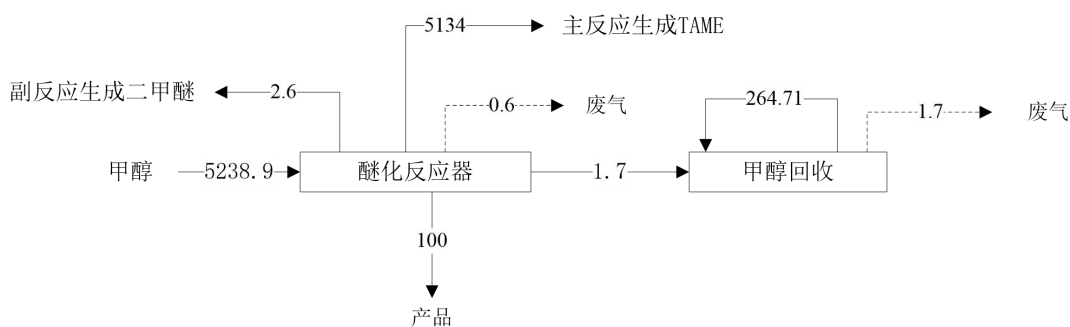 5134
主反应生成TAME
副反应生成二甲醚
2.6
0.6
废气
264.71
1.7
废气
甲醇
5238.9
醚化反应器
1.7
甲醇回收
100
产品